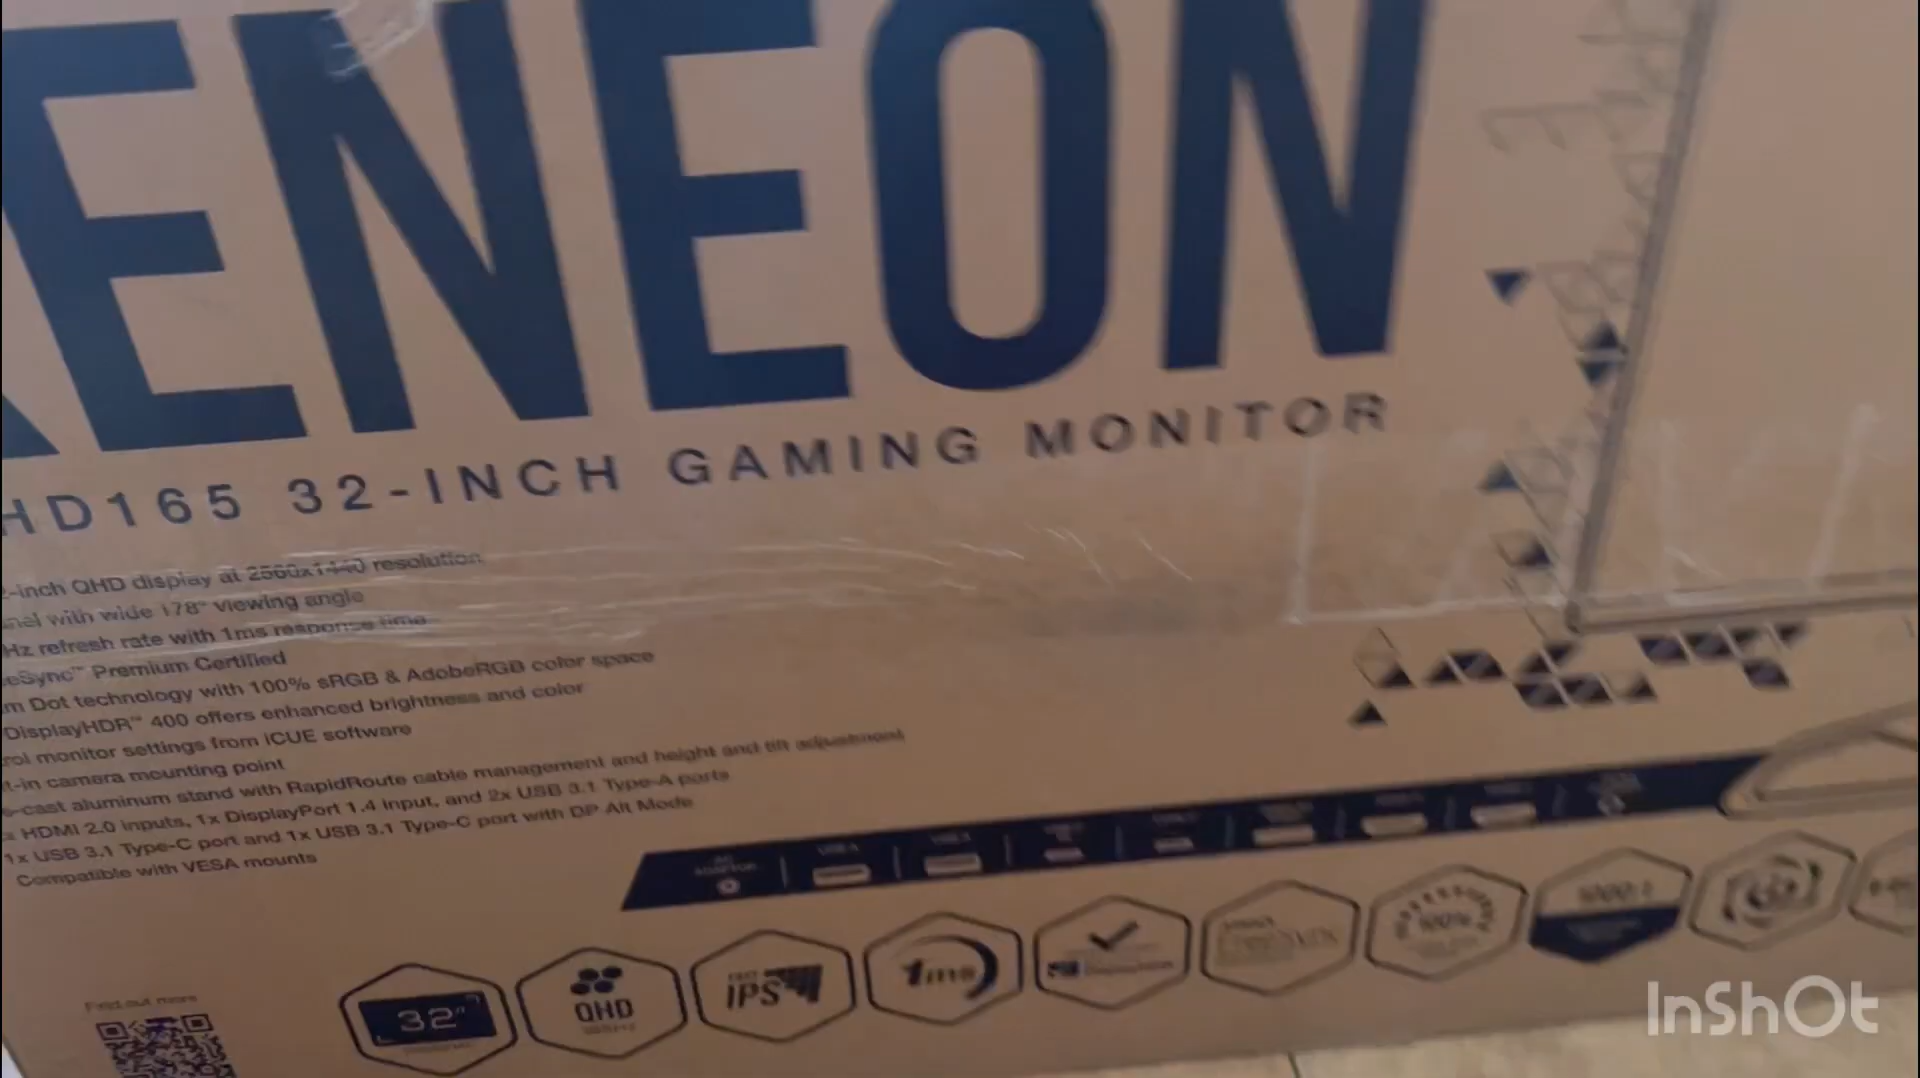 ENEON
HD165 32-INCH GAMING MONITOR
-inch QHD display at 2560x1440 resolution
nel with wide 178° viewing angle
Hz refresh rate with 1ms response time
eSync™ Premium Certified
m Dot technology with 100% sRGB & AdobeRGB color space
DisplayHDR™ 400 offers enhanced brightness and color
rol monitor settings from iCUE software
t-in camera mounting point
-cast aluminum stand with RapidRoute cable management and height and tilt adjustment
x HDMI 2.0 inputs, 1x DisplayPort 1.4 input, and 2x USB 3.1 Type-A ports
1x USB 3.1 Type-C port and 1x USB 3.1 Type-C port with DP Alt Mode
Compatible with VESA mounts
Find out more
32"
QHD
IPS
1ms
100%
InShOt